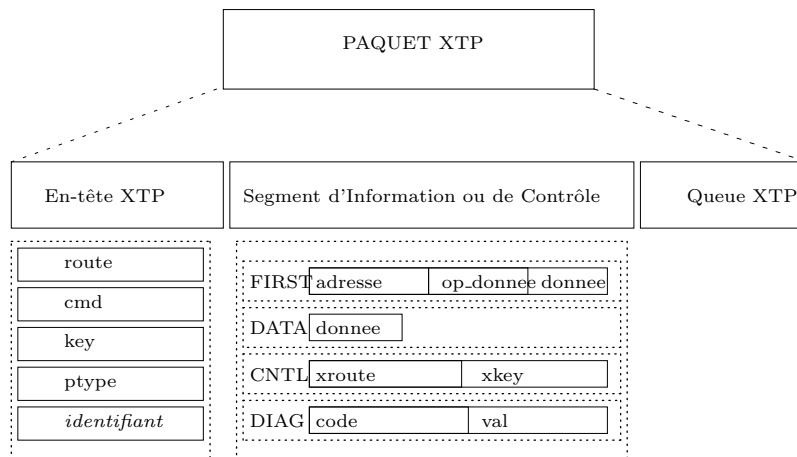 PAQUET XTP
En-tête XTP
Segment d'Information ou de Contrôle
Queue XTP
route
cmd
key
ptype
identifiant
FIRST adresse op_donnee donnee
DATA donnee
CNTL xroute xkey
DIAG code val